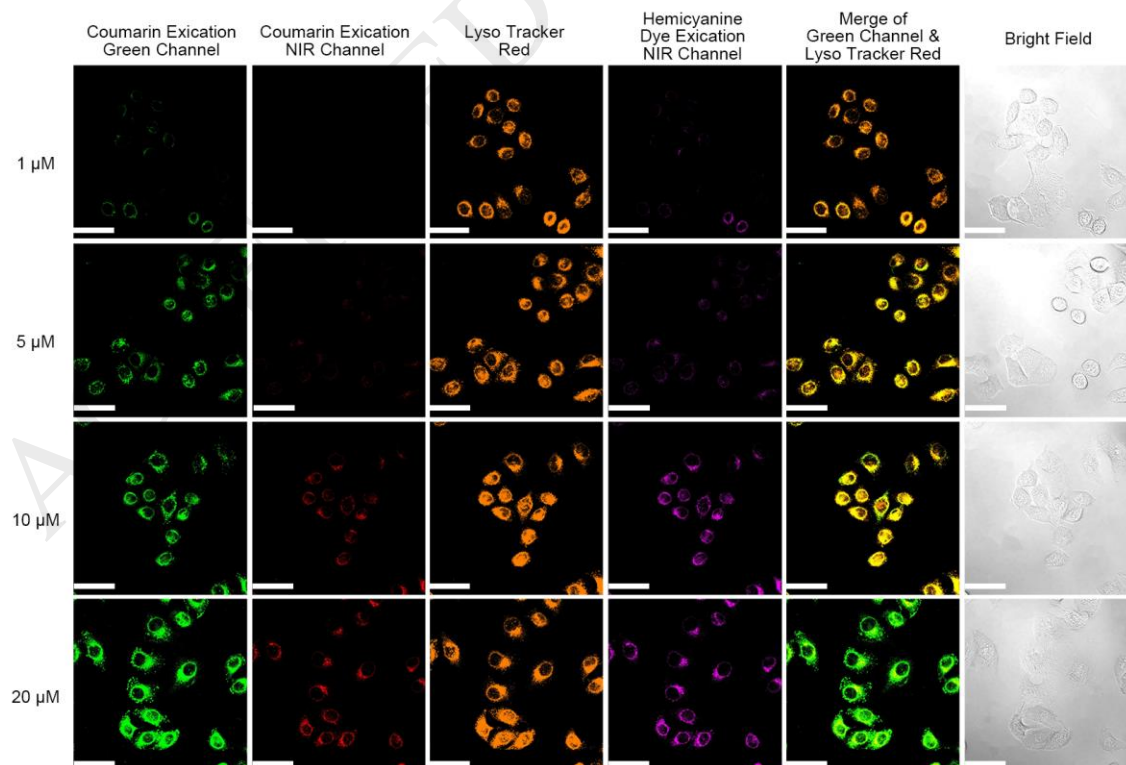 Coumarin Exication
Green Channel
Coumarin Exication
NIR Channel
Lyso Tracker
Red
Hemicyanine
Dye Exication
NIR Channel
Merge of
Green Channel &
Lyso Tracker Red
Bright Field
1 µM
5 µM
10 µM
20 µM